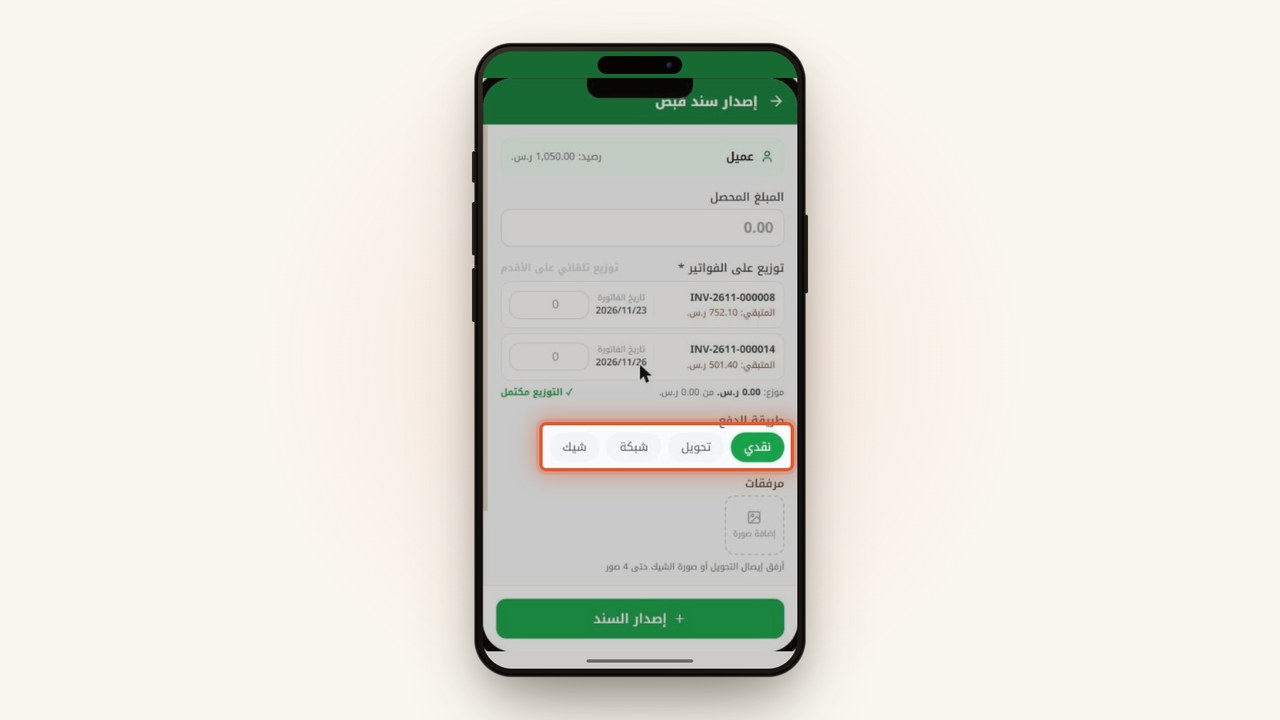 إصدار سند قبض
عميل
رصيد: 1,050.00 ر.س.
المبلغ المحصل
0.00
توزيع على الفواتير *
توزيع تلقائي على الأقدم
INV-2611-000008
المتبقي: 752.10 ر.س.
تاريخ الفاتورة
2026/11/23
0
INV-2611-000014
المتبقي: 501.40 ر.س.
تاريخ الفاتورة
2026/11/26
0
موزع: 0.00 ر.س. من 0.00 ر.س.
✓ التوزيع مكتمل
طريقة الدفع
نقدي
تحويل
شبكة
شيك
مرفقات
إضافة صورة
أرفق إيصال التحويل أو صورة الشيك حتى 4 صور
+ إصدار السند